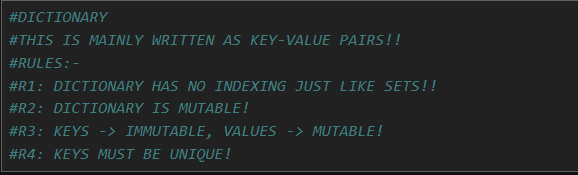 #DICTIONARY
#THIS IS MAINLY WRITTEN AS KEY-VALUE PAIRS!!
#RULES:-
#R1: DICTIONARY HAS NO INDEXING JUST LIKE SETS!!
#R2: DICTIONARY IS MUTABLE!
#R3: KEYS -> IMMUTABLE, VALUES -> MUTABLE!
#R4: KEYS MUST BE UNIQUE!